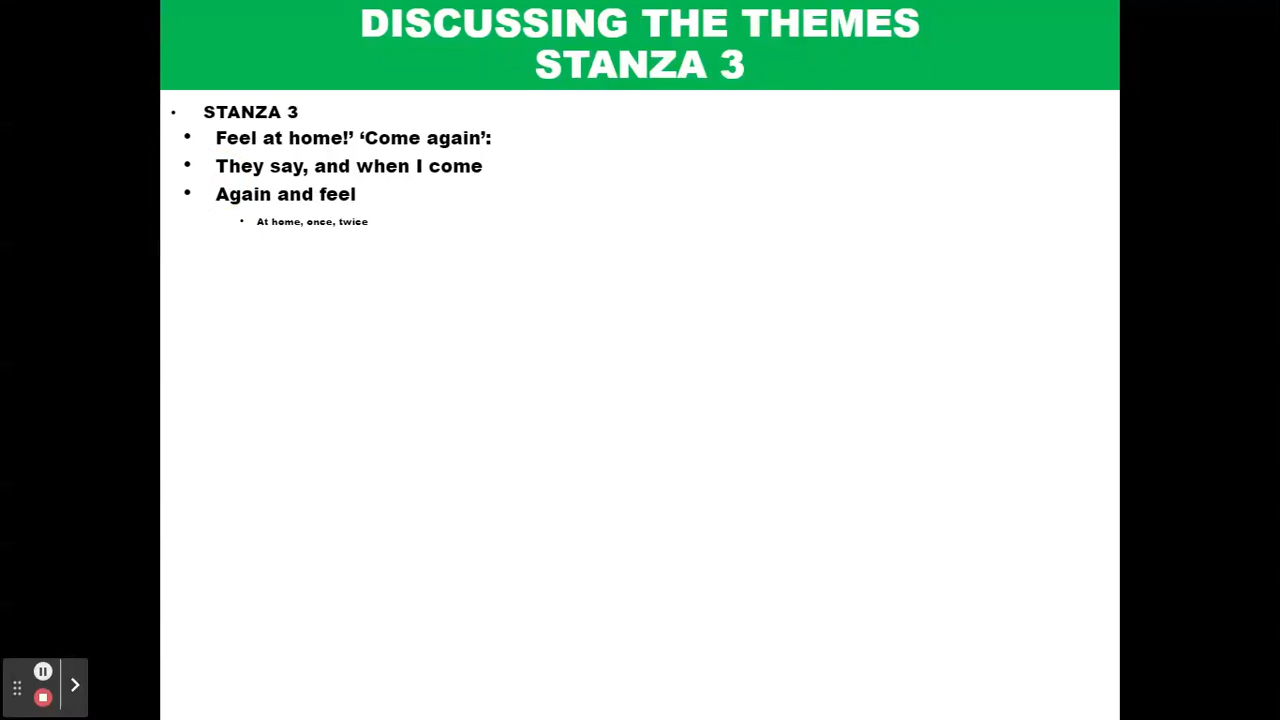 DISCUSSING THE THEMES
STANZA 3
• STANZA 3
• Feel at home!’ ‘Come again’:
• They say, and when I come
• Again and feel
• At home, once, twice